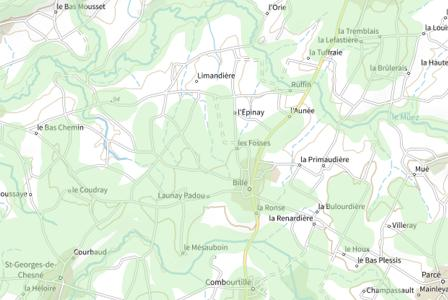 le Bas Mousset
l'Orie
la Tremblais
la Louis
la Lefastière
la Tuffraie
la Haute
la Brûlerais
Limandière
Ruffin
l'Épinay
l'Aunée
le Muez
le Bas Chemin
les Fosses
la Primaudière
Mué
Billé
le Coudray
oussaye
Launay Padou
la Ronse
la Bulourdière
la Renardière
Villeray
le Mésauboin
Courbaud
le Houx
le Bas Plessis
St-Georges-de-
Chesné
la Héloire
Combourtillé
Parce
Champassault
Mainley